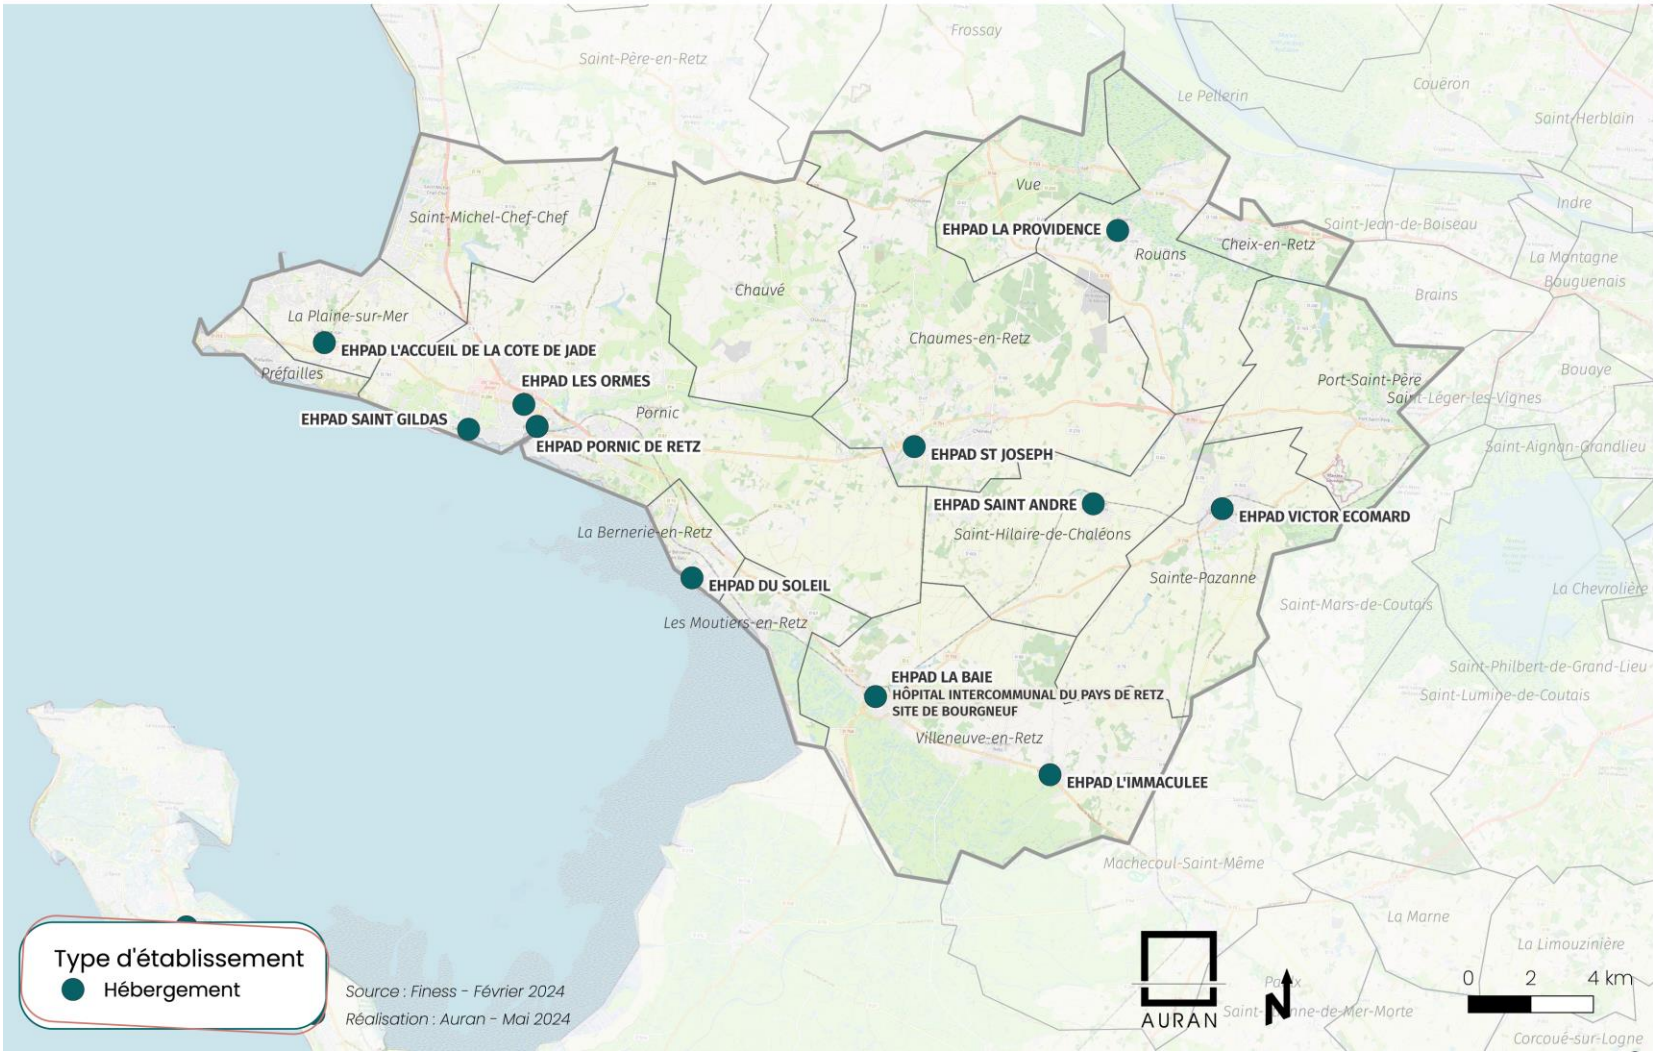 Frossay
Saint-Père-en-Retz
Couëron
Le Pellerin
Saint-Herblain
Vue
Indre
Saint-Michel-Chef-Chef
Saint-Jean-de-Boiseau
EHPAD LA PROVIDENCE
Cheix-en-Retz
Rouans
La Montagne
Bouguenais
Chauvé
Brains
La Plaine-sur-Mer
Chaumes-en-Retz
EHPAD L'ACCUEIL DE LA COTE DE JADE
Préfailles
Bouaye
EHPAD LES ORMES
Port-Saint-Père
Saint-Léger-les-Vignes
EHPAD SAINT GILDAS
Pornic
EHPAD PORNIC DE RETZ
Saint-Aignan-Grandlieu
EHPAD ST JOSEPH
EHPAD SAINT ANDRE
EHPAD VICTOR ECOMARD
La Bernerie-en-Retz
Saint-Hilaire-de-Chaléons
Sainte-Pazanne
EHPAD DU SOLEIL
La Chevrolière
Saint-Mars-de-Coutais
Les Moutiers-en-Retz
Saint-Philbert-de-Grand-Lieu
EHPAD LA BAIE
HÔPITAL INTERCOMMUNAL DU PAYS DE RETZ
SITE DE BOURGNEUF
Saint-Lumine-de-Coutais
Villeneuve-en-Retz
EHPAD L'IMMACULEE
Machecoul-Saint-Même
La Marne
La Limouzinière
Type d'établissement
Hébergement
Source : Finess - Février 2024
Réalisation : Auran - Mai 2024
AURAN
N
0 2 4 km
Corcoué-sur-Logne